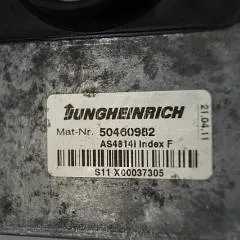 JUNGHEINRICH
Mat-Nr. 50460982
AS4814I Index F
S11 X00037305
21.04.11